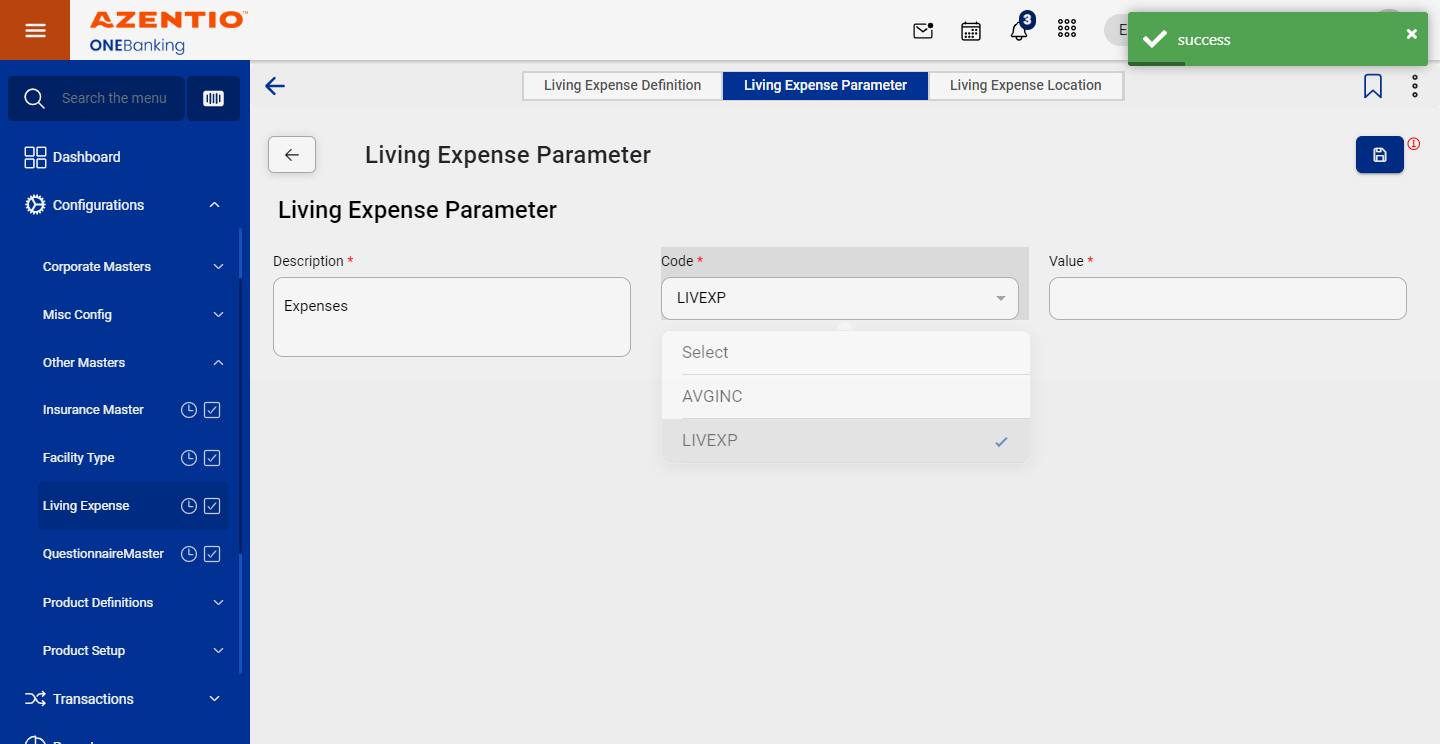 AZENTIO™
ONEBanking
3
E
success
Search the menu
Living Expense Definition
Living Expense Parameter
Living Expense Location
Dashboard
Configurations
Corporate Masters
Misc Config
Other Masters
Insurance Master
Facility Type
Living Expense
QuestionnaireMaster
Product Definitions
Product Setup
Transactions
Living Expense Parameter
Living Expense Parameter
Description *
Expenses
Code *
LIVEXP
Select
AVGINC
LIVEXP
Value *